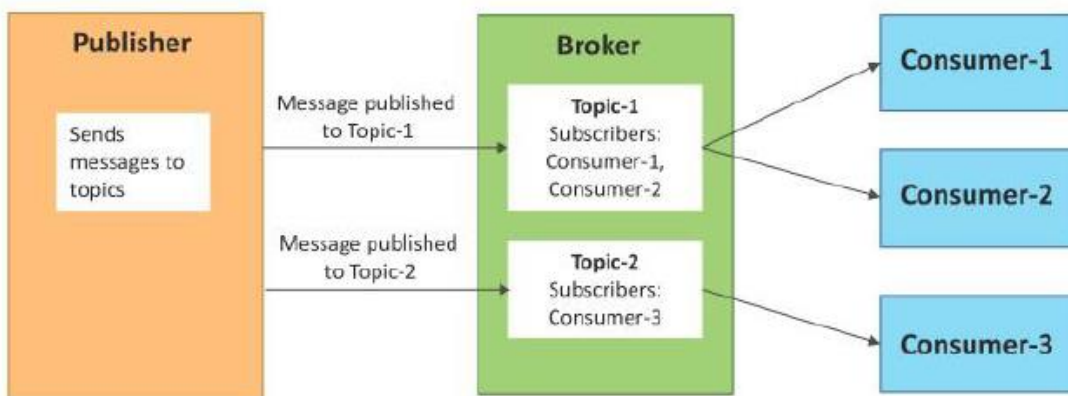 Publisher
Sends
messages to
topics
Message published
to Topic-1
Message published
to Topic-2
Broker
Topic-1
Subscribers:
Consumer-1,
Consumer-2
Topic-2
Subscribers:
Consumer-3
Consumer-1
Consumer-2
Consumer-3